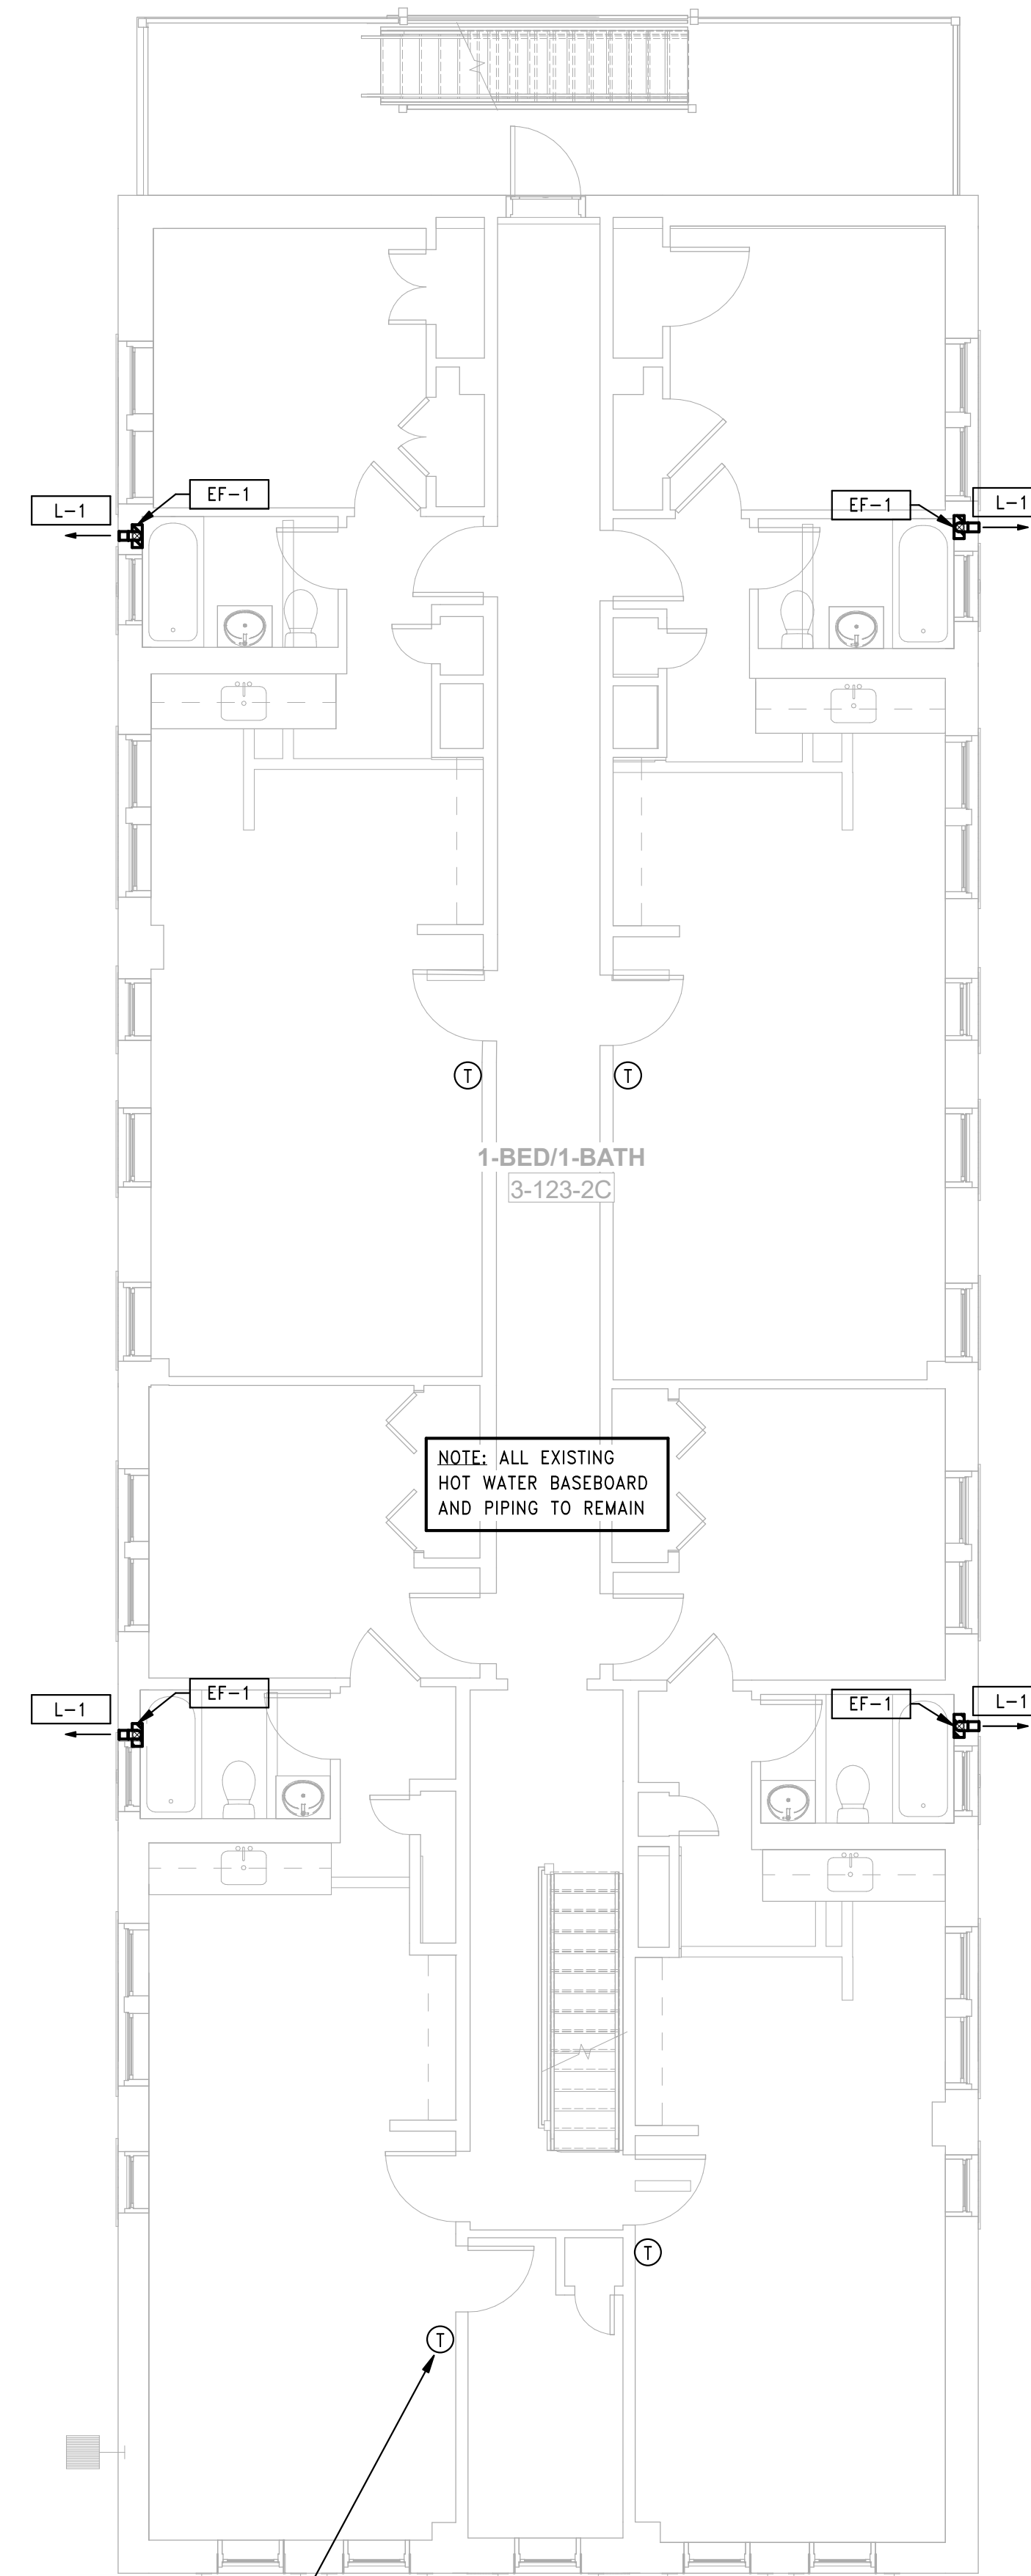 EF-1
L-1
EF-1
L-1
T
T
1-BED/1-BATH
3-123-2C
NOTE: ALL EXISTING
HOT WATER BASEBOARD
AND PIPING TO REMAIN
EF-1
L-1
EF-1
L-1
T
T